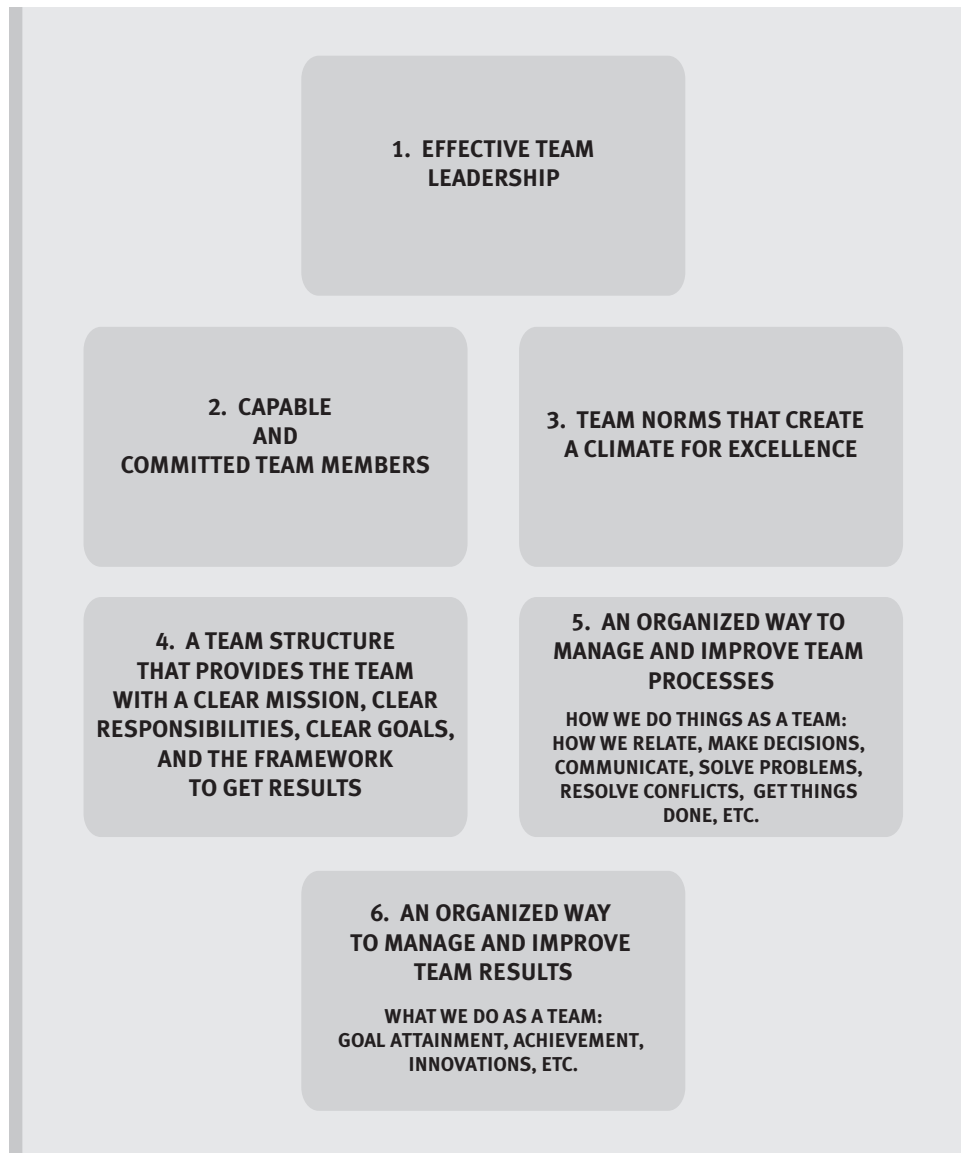 1. EFFECTIVE TEAM
LEADERSHIP
2. CAPABLE
AND
COMMITTED TEAM MEMBERS
3. TEAM NORMS THAT CREATE
A CLIMATE FOR EXCELLENCE
4. A TEAM STRUCTURE
THAT PROVIDES THE TEAM
WITH A CLEAR MISSION, CLEAR
RESPONSIBILITIES, CLEAR GOALS,
AND THE FRAMEWORK
TO GET RESULTS
5. AN ORGANIZED WAY TO
MANAGE AND IMPROVE TEAM
PROCESSES
HOW WE DO THINGS AS A TEAM:
HOW WE RELATE, MAKE DECISIONS,
COMMUNICATE, SOLVE PROBLEMS,
RESOLVE CONFLICTS, GET THINGS
DONE, ETC.
6. AN ORGANIZED WAY
TO MANAGE AND IMPROVE
TEAM RESULTS
WHAT WE DO AS A TEAM:
GOAL ATTAINMENT, ACHIEVEMENT,
INNOVATIONS, ETC.